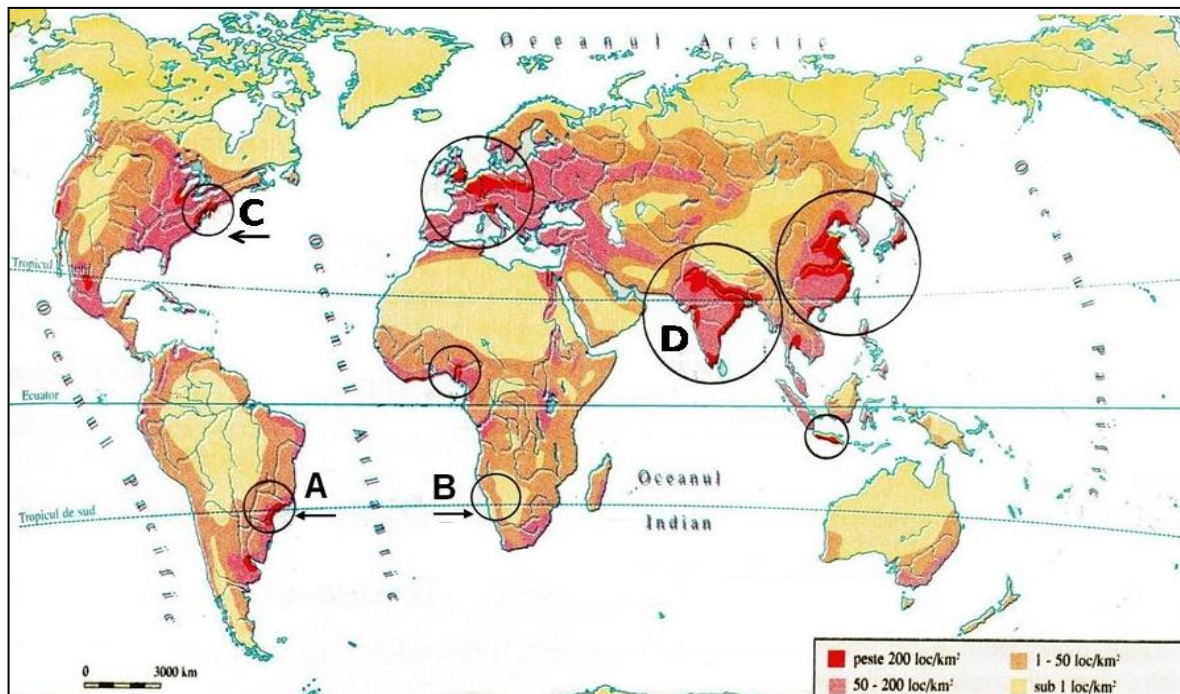 Oceanul Arctic
C
Tropicul de
Oceanul Atlantic
Oceanul Pacific
D
Oceanul Pacific
Ecuator
A
B
Oceanul
Indian
Tropicul de sud
0 3000 km
peste 200 loc/km²
1 - 50 loc/km²
50 - 200 loc/km²
sub 1 loc/km²